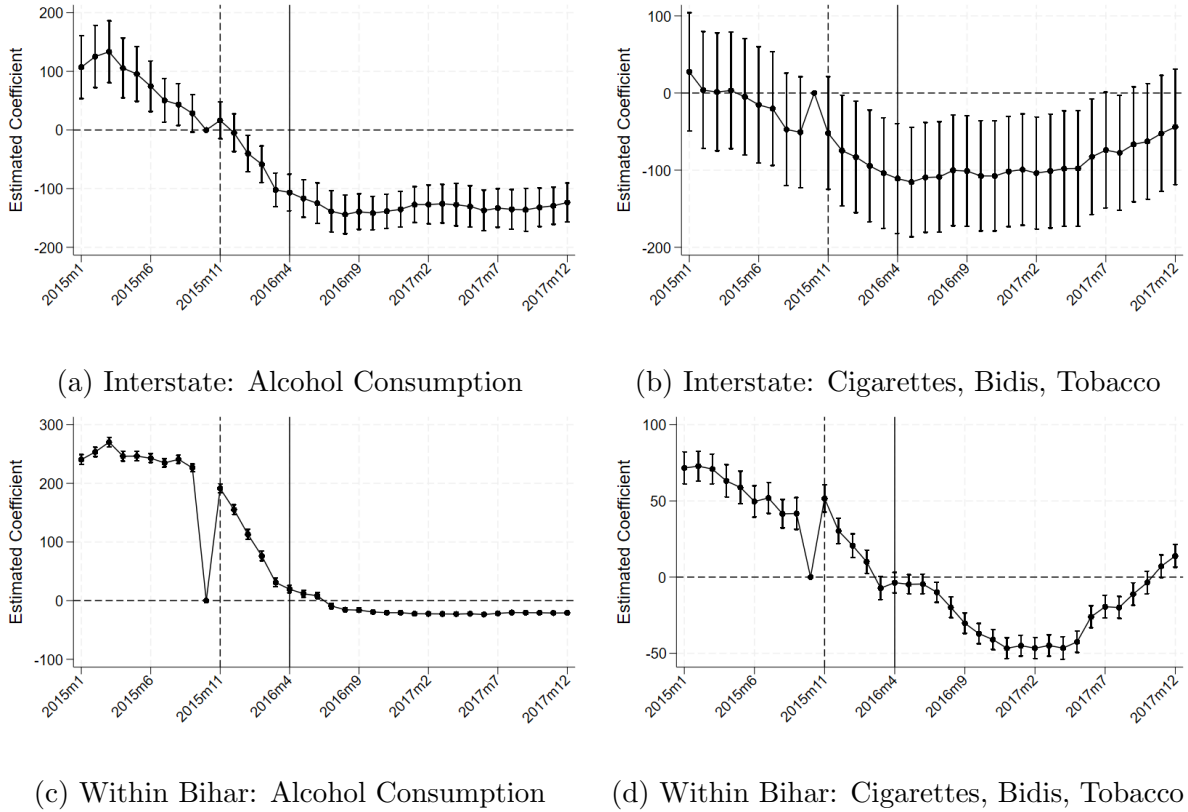 200
100
0
-100
-200
Estimated Coefficient
2015m1
2015m6
2015m11
2016m4
2016m9
2017m2
2017m7
2017m12
(a) Interstate: Alcohol Consumption
100
0
-100
-200
Estimated Coefficient
2015m1
2015m6
2015m11
2016m4
2016m9
2017m2
2017m7
2017m12
(b) Interstate: Cigarettes, Bidis, Tobacco
300
200
100
0
-100
Estimated Coefficient
2015m1
2015m6
2015m11
2016m4
2016m9
2017m2
2017m7
2017m12
(c) Within Bihar: Alcohol Consumption
100
50
0
-50
Estimated Coefficient
2015m1
2015m6
2015m11
2016m4
2016m9
2017m2
2017m7
2017m12
(d) Within Bihar: Cigarettes, Bidis, Tobacco